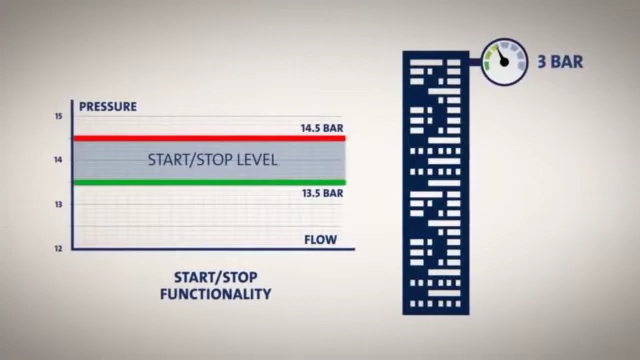 PRESSURE
15
14.5 BAR
14
START/STOP LEVEL
13.5 BAR
13
FLOW
12
START/STOP
FUNCTIONALITY
3 BAR